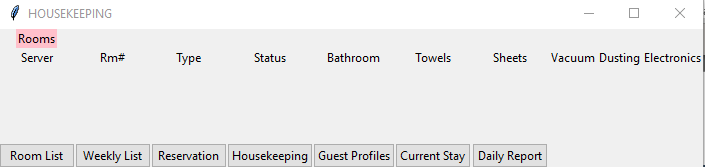 HOUSEKEEPING
Rooms
Server Rm# Type Status Bathroom Towels Sheets Vacuum Dusting Electronics
Room List Weekly List Reservation Housekeeping Guest Profiles Current Stay Daily Report